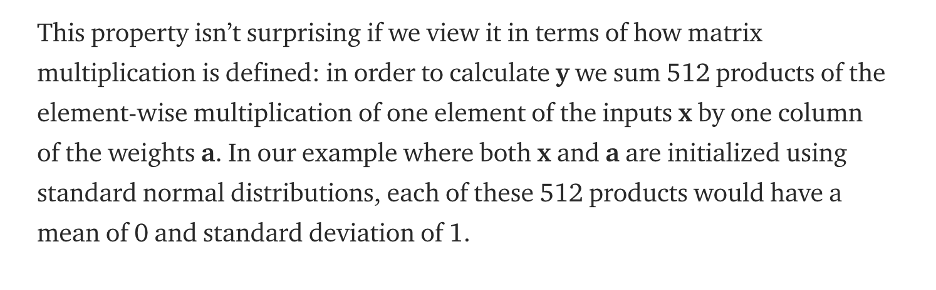 This property isn’t surprising if we view it in terms of how matrix
multiplication is defined: in order to calculate y we sum 512 products of the
element-wise multiplication of one element of the inputs x by one column
of the weights a. In our example where both x and a are initialized using
standard normal distributions, each of these 512 products would have a
mean of 0 and standard deviation of 1.